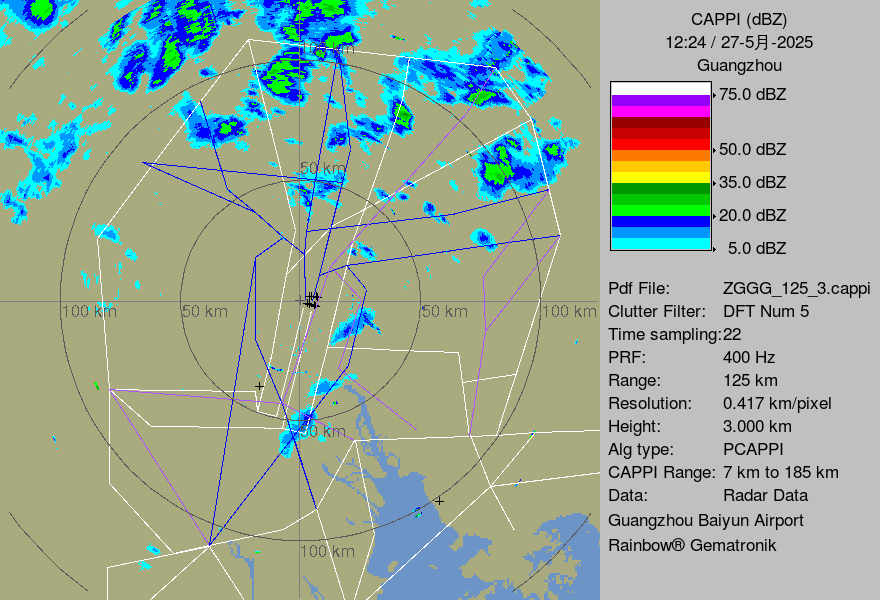 CAPPI (dBZ)
12:24 / 27-5月-2025
Guangzhou
75.0 dBZ
50.0 dBZ
35.0 dBZ
20.0 dBZ
5.0 dBZ
Pdf File: ZGGG_125_3.cappi
Clutter Filter: DFT Num 5
Time sampling:22
PRF: 400 Hz
Range: 125 km
Resolution: 0.417 km/pixel
Height: 3.000 km
Alg type: PCAPPI
CAPPI Range: 7 km to 185 km
Data: Radar Data
Guangzhou Baiyun Airport
Rainbow® Gematronik
100 km
50 km
100 km
50 km
50 km
100 km
50 km
100 km